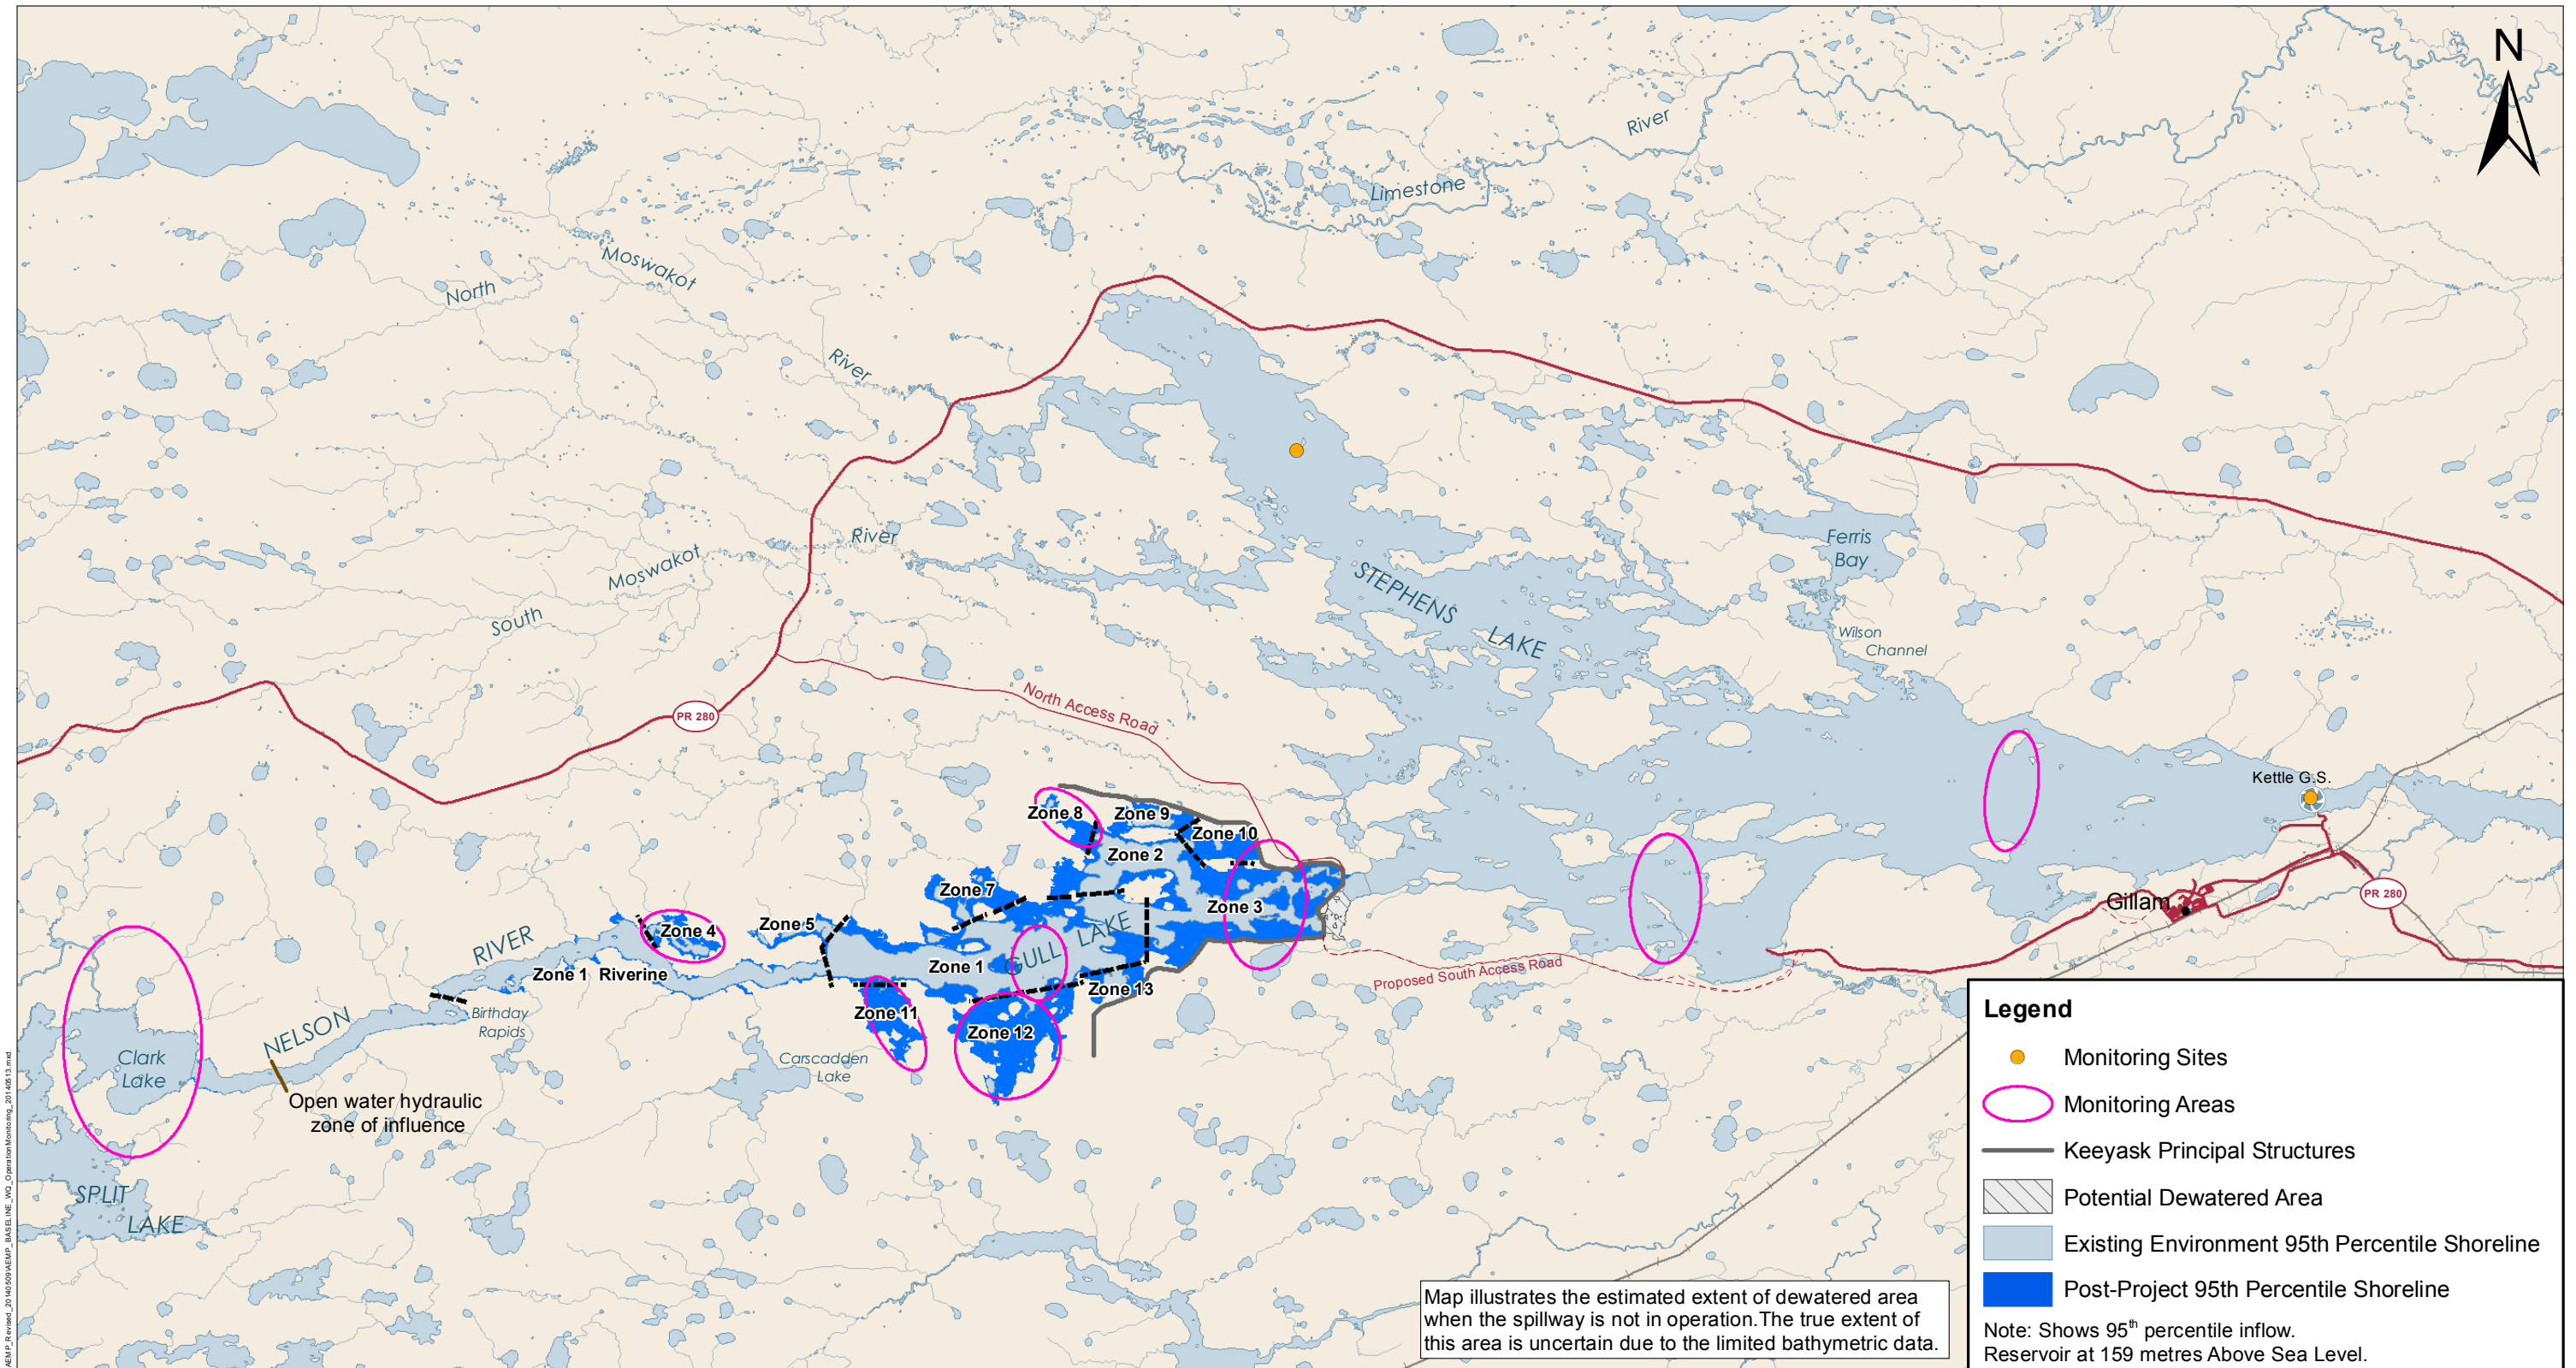 N
River
Limestone
Moswakot
North
River
River
Moswakot
South
Ferris
Bay
STEPHENS
LAKE
Wilson
Channel
North Access Road
PR 280
Kettle G.S.
Zone 8
Zone 9
Zone 10
Zone 2
Zone 7
Zone 3
PR 280
Gillam
Zone 5
Zone 4
RIVER
GULL LAKE
Zone 1
Zone 1 Riverine
Proposed South Access Road
Zone 13
Zone 11
Birthday
Rapids
NELSON
Zone 12
Clark
Lake
Carscadden
Lake
Open water hydraulic
zone of influence
SPLIT
LAKE
Legend
Monitoring Sites
Monitoring Areas
Keeyask Principal Structures
Potential Dewatered Area
Existing Environment 95th Percentile Shoreline
Post-Project 95th Percentile Shoreline
Note: Shows 95th percentile inflow.
Reservoir at 159 metres Above Sea Level.
Map illustrates the estimated extent of dewatered area
when the spillway is not in operation.The true extent of
this area is uncertain due to the limited bathymetric data.
AEMP_Revised_20140509\AEMP_BASELINE_WQ_OperationMonitoring_20140513.mxd